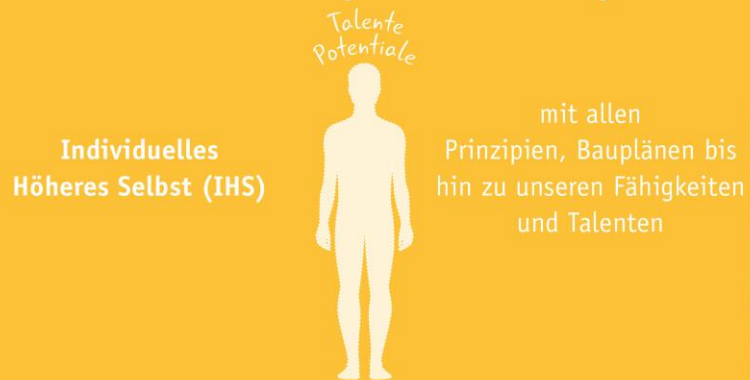 Talente
Potentiale
Individuelles
Höheres Selbst (IHS)
mit allen
Prinzipien, Bauplänen bis
hin zu unseren Fähigkeiten
und Talenten